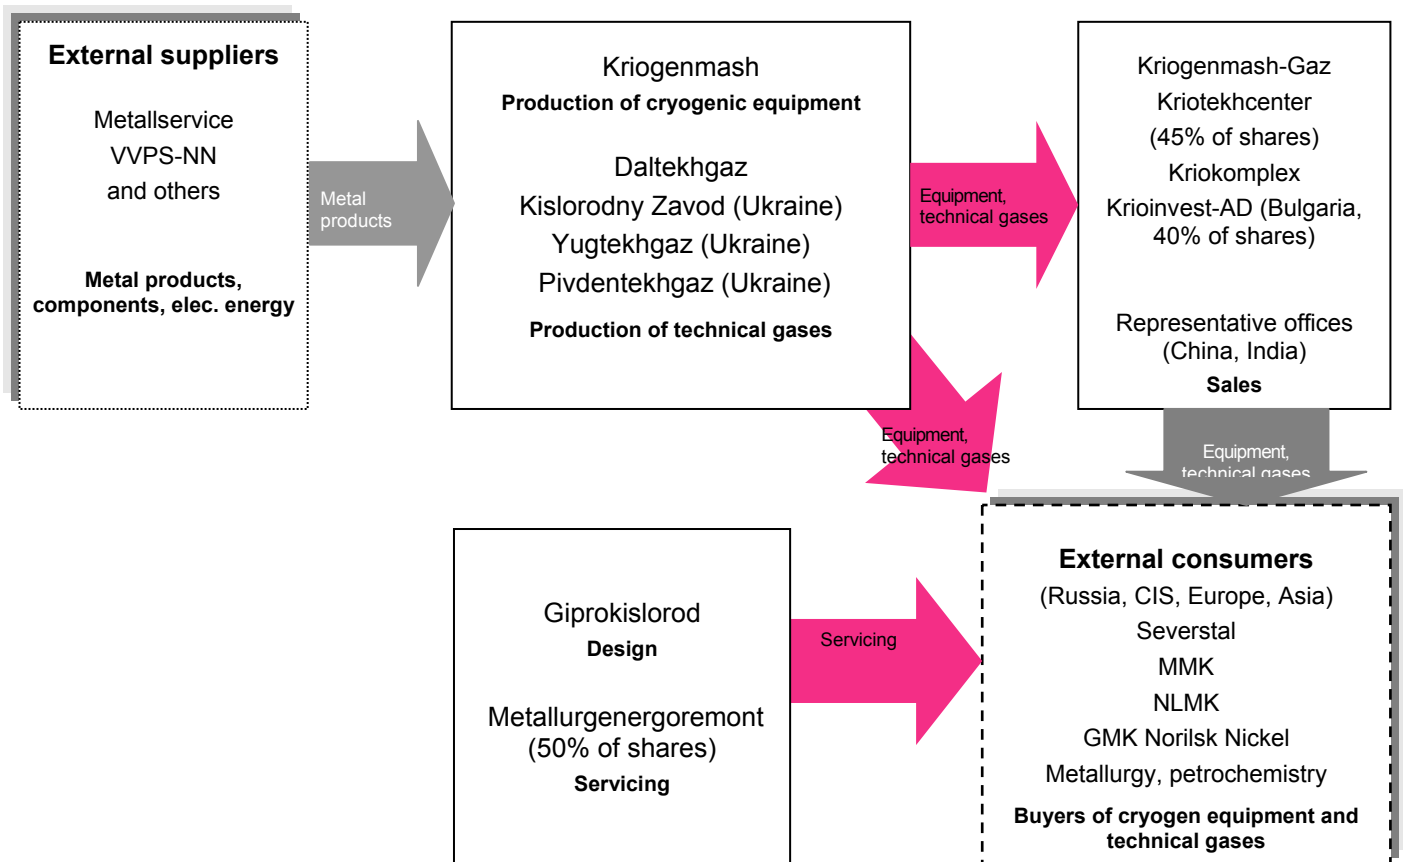 External suppliers
Metallservice
VVPS-NN
and others
Metal products,
components, elec. energy
Metal
products
Kriogenmash
Production of cryogenic equipment
Daltekhgaz
Kislorodny Zavod (Ukraine)
Yugtekhgaz (Ukraine)
Pivdentekhgaz (Ukraine)
Production of technical gases
Equipment,
technical gases
Kriogenmash-Gaz
Kriotekhcenter
(45% of shares)
Kriokomplex
Krioinvest-AD (Bulgaria,
40% of shares)
Representative offices
(China, India)
Sales
Equipment,
technical gases
Equipment,
technical gases
Giprokislorod
Design
Metallurgenergoremont
(50% of shares)
Servicing
Servicing
External consumers
(Russia, CIS, Europe, Asia)
Severstal
MMK
NLMK
GMK Norilsk Nickel
Metallurgy, petrochemistry
Buyers of cryogen equipment and
technical gases